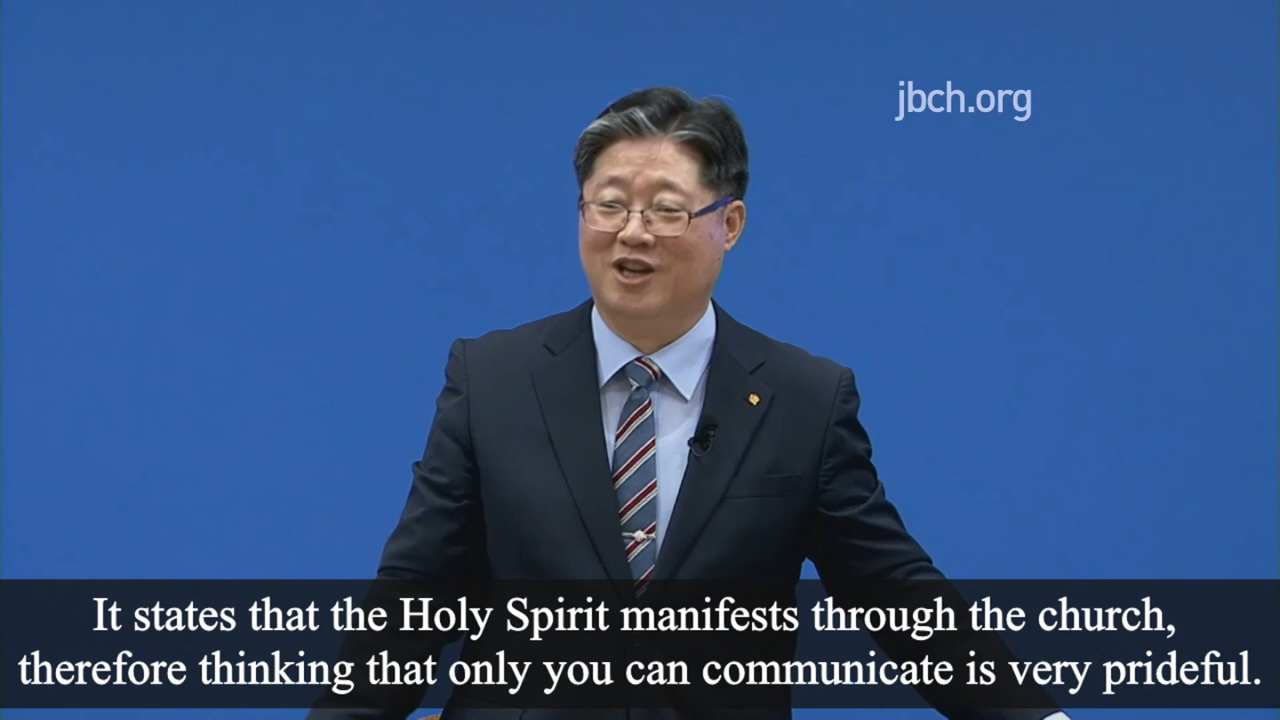 jbch.org
It states that the Holy Spirit manifests through the church,
therefore thinking that only you can communicate is very prideful.